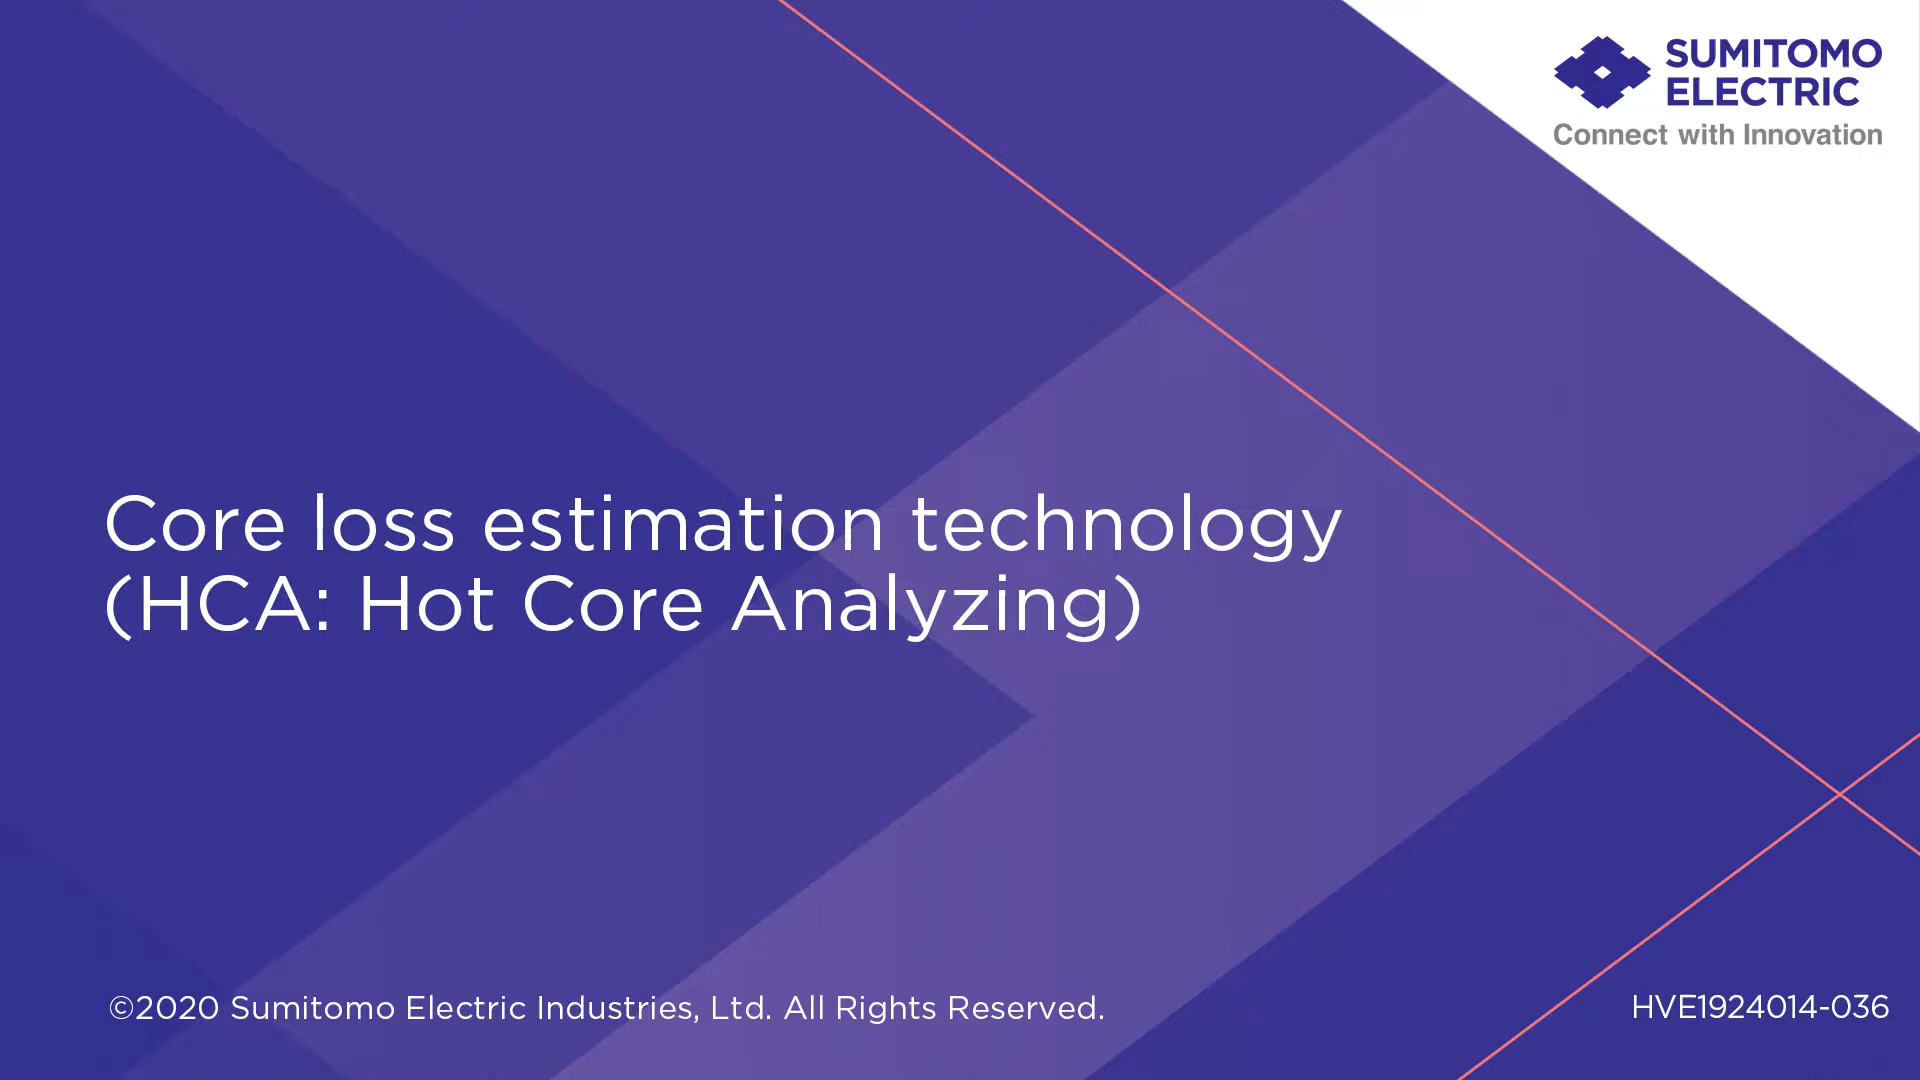 SUMITOMO
ELECTRIC
Connect with Innovation
Core loss estimation technology
(HCA: Hot Core Analyzing)
©2020 Sumitomo Electric Industries, Ltd. All Rights Reserved.
HVE1924014-036